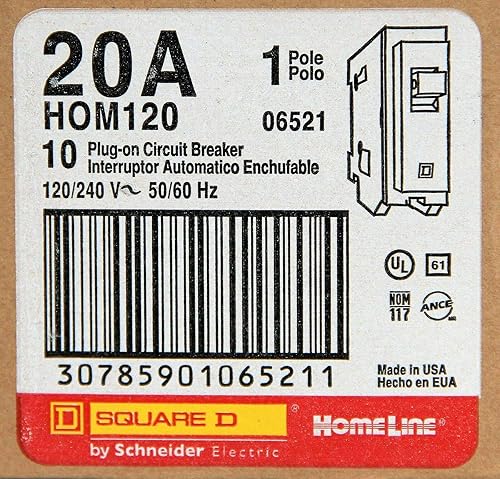 20A
1 Pole
Polo
HOM120
06521
10 Plug-on Circuit Breaker
Interruptor Automatico Enchufable
120/240 V~ 50/60 Hz
D
UL 61
NOM
117
ANCE
30785901065211
Made in USA
Hecho en EUA
D SQUARE D ®
by Schneider Electric
HOMELINE®